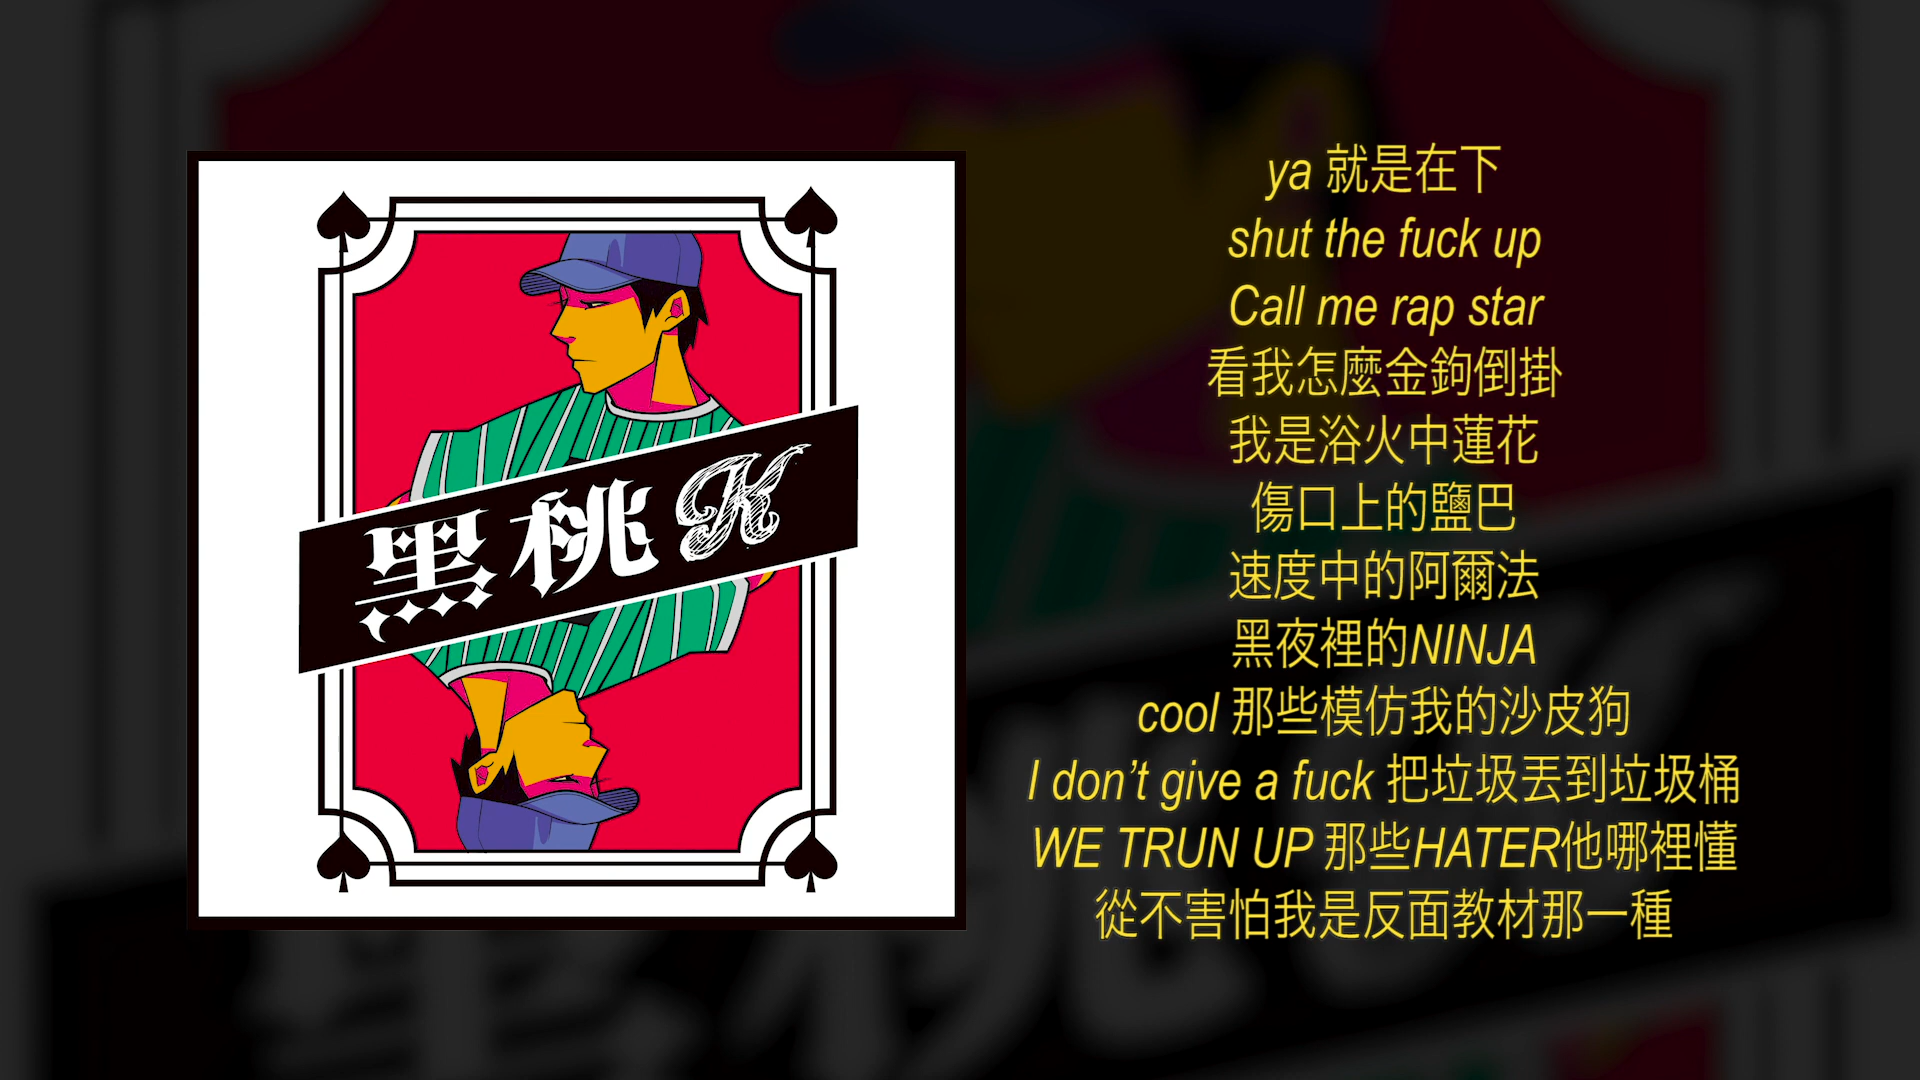 黑桃K
ya 就是在下
shut the fuck up
Call me rap star
看我怎麼金鉤倒掛
我是浴火中蓮花
傷口上的鹽巴
速度中的阿爾法
黑夜裡的NINJA
cool 那些模仿我的沙皮狗
I don’t give a fuck 把垃圾丟到垃圾桶
WE TRUN UP 那些HATER他哪裡懂
從不害怕我是反面教材那一種